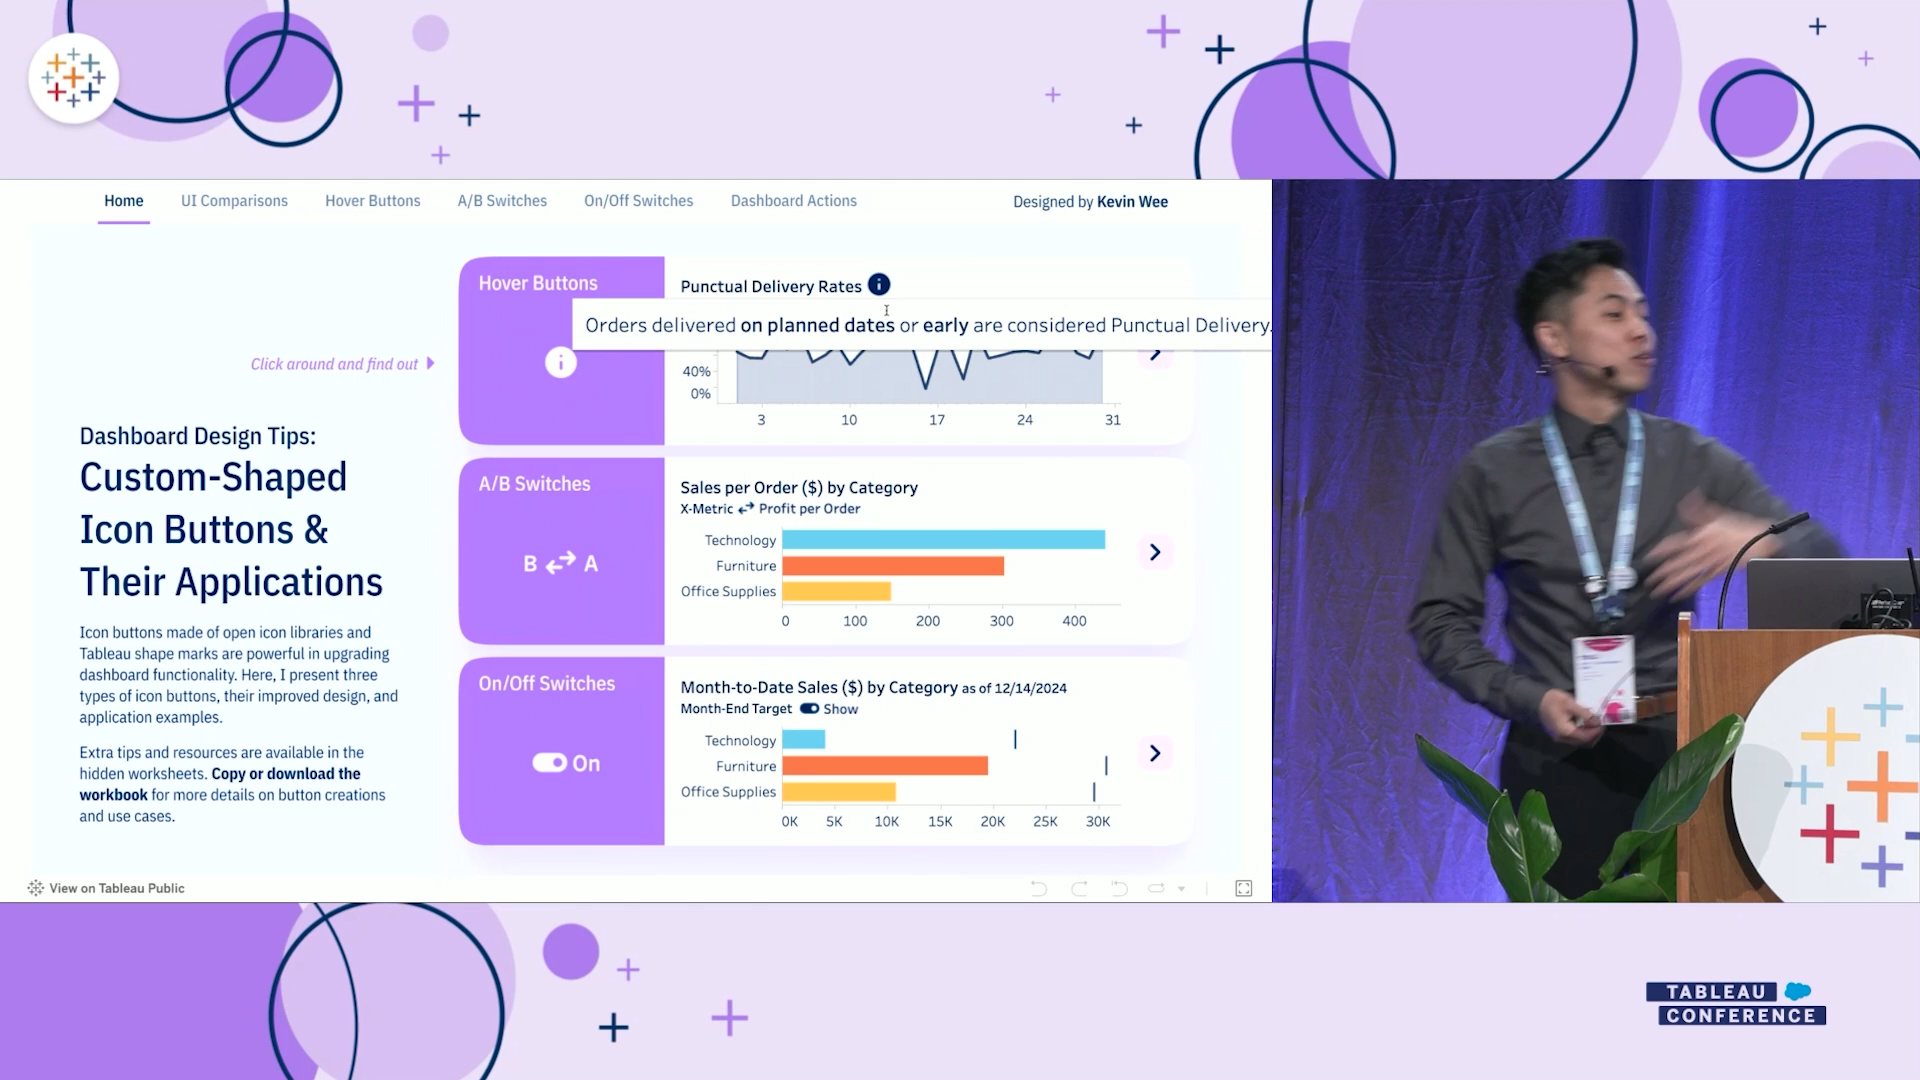 Home UI Comparisons Hover Buttons A/B Switches On/Off Switches Dashboard Actions Designed by Kevin Wee
Click around and find out
Dashboard Design Tips:
Custom-Shaped
Icon Buttons &
Their Applications
Icon buttons made of open icon libraries and
Tableau shape marks are powerful in upgrading
dashboard functionality. Here, I present three
types of icon buttons, their improved design, and
application examples.
Extra tips and resources are available in the
hidden worksheets. Copy or download the
workbook for more details on button creations
and use cases.
Hover Buttons
i
Punctual Delivery Rates i
Orders delivered on planned dates or early are considered Punctual Delivery.
40%
0%
3 10 17 24 31
A/B Switches
B A
Sales per Order ($) by Category
X-Metric Profit per Order
Technology
Furniture
Office Supplies
0 100 200 300 400
On/Off Switches
On
Month-to-Date Sales ($) by Category as of 12/14/2024
Month-End Target Show
Technology
Furniture
Office Supplies
0K 5K 10K 15K 20K 25K 30K
View on Tableau Public
TABLEAU
CONFERENCE